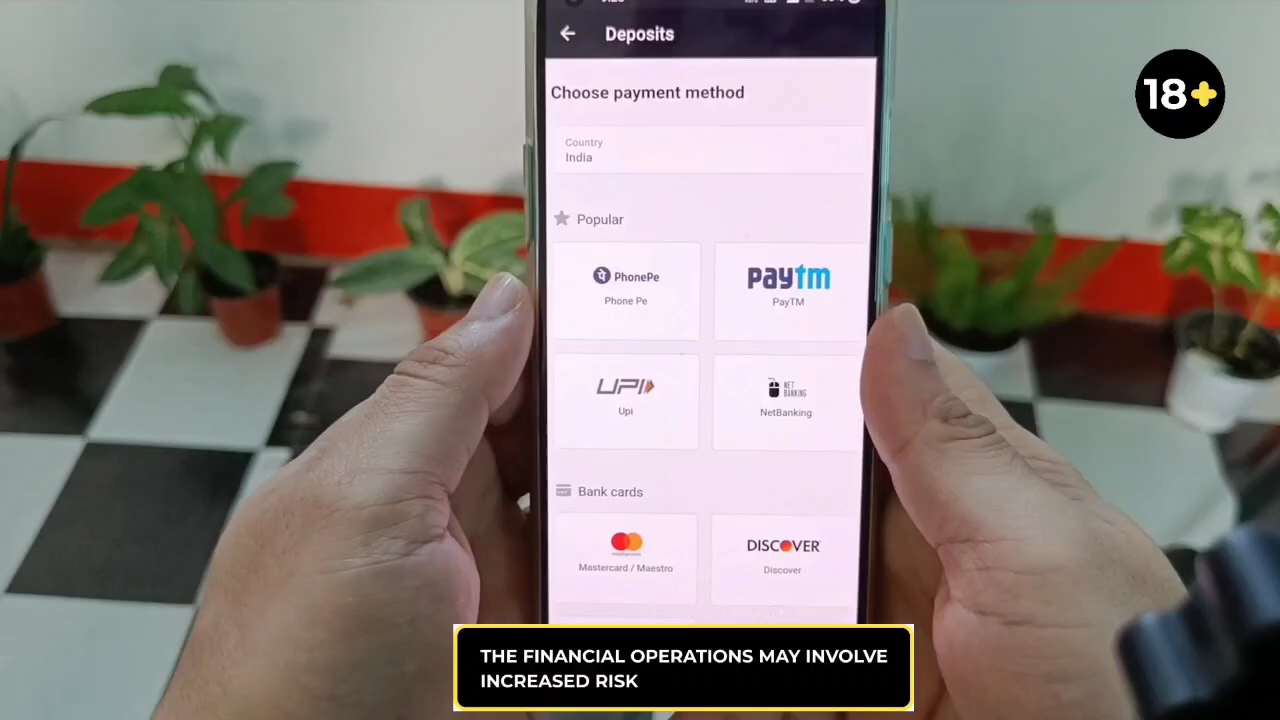 Deposits
18+
Choose payment method
Country
India
Popular
PhonePe
Phone Pe
paytm
PayTM
UPI
Upi
NET
BANKING
NetBanking
Bank cards
DISCOVER
Mastercard / Maestro
Discover
THE FINANCIAL OPERATIONS MAY INVOLVE
INCREASED RISK